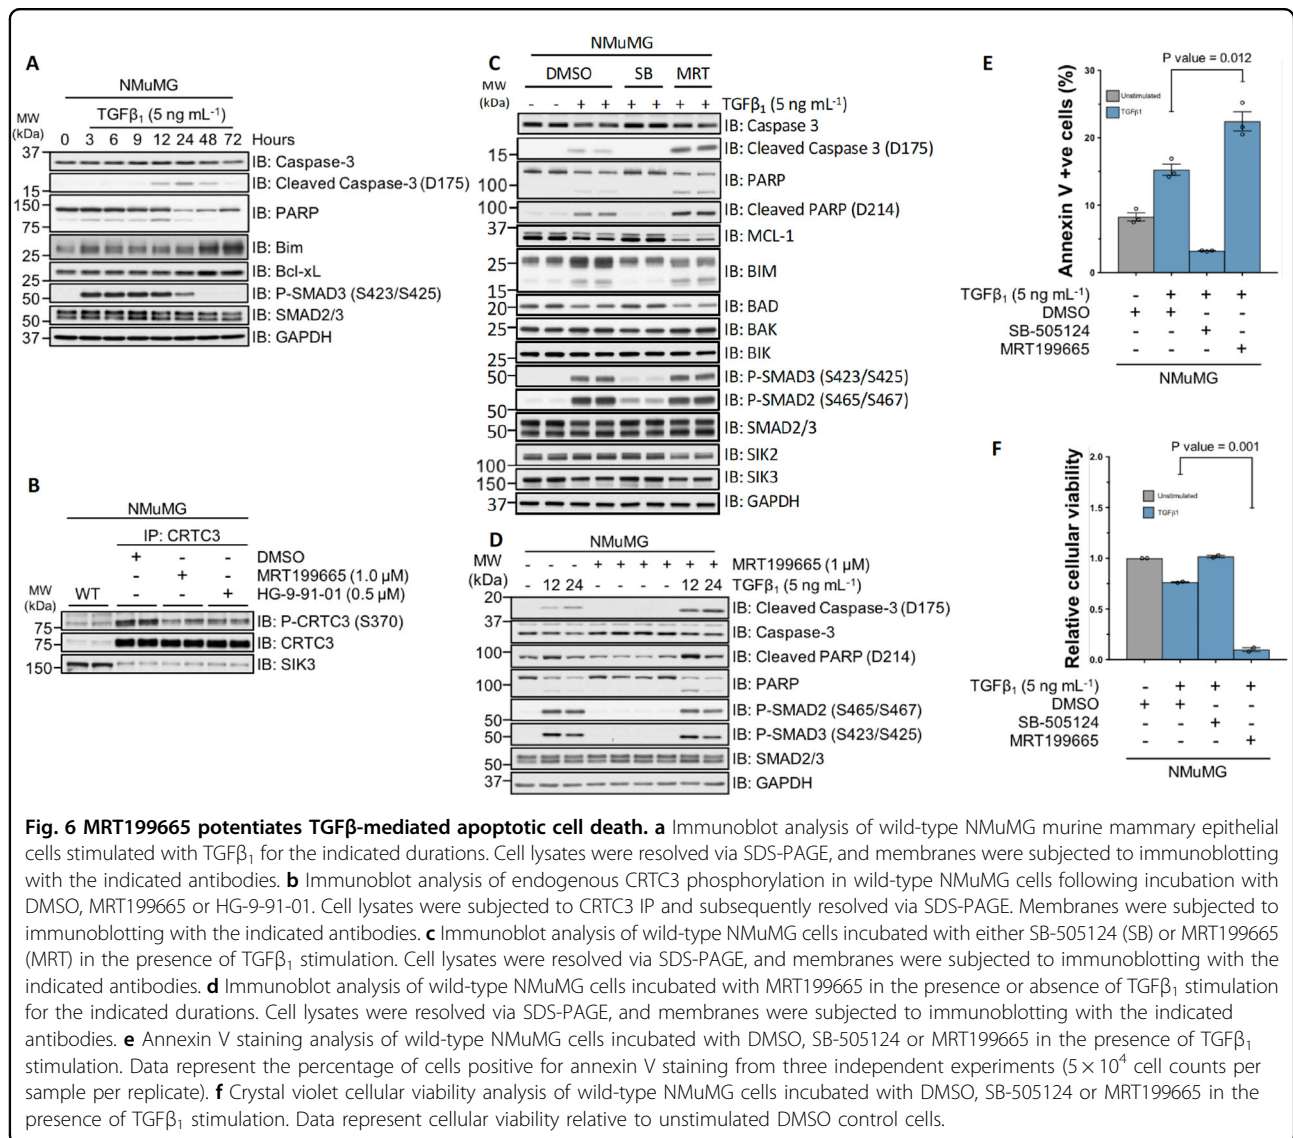 A
NMuMG
TGFβ₁ (5 ng mL⁻¹)
MW
(kDa)
0 3 6 9 12 24 48 72 Hours
37
IB: Caspase-3
15
IB: Cleaved Caspase-3 (D175)
150
75
IB: PARP
25
IB: Bim
25
IB: Bcl-xL
50
IB: P-SMAD3 (S423/S425)
50
IB: SMAD2/3
37
IB: GAPDH
B
NMuMG
IP: CRTC3
+ - - DMSO
- + - MRT199665 (1.0 µM)
- - + HG-9-91-01 (0.5 µM)
MW
(kDa)
WT
75
IB: P-CRTC3 (S370)
75
IB: CRTC3
150
IB: SIK3
C
NMuMG
MW
(kDa)
DMSO SB MRT
- - + + + + + + TGFβ₁ (5 ng mL⁻¹)
IB: Caspase 3
15
IB: Cleaved Caspase 3 (D175)
100
IB: PARP
100
IB: Cleaved PARP (D214)
37
IB: MCL-1
25
15
IB: BIM
20
IB: BAD
25
IB: BAK
25
IB: BIK
50
IB: P-SMAD3 (S423/S425)
50
IB: P-SMAD2 (S465/S467)
50
IB: SMAD2/3
100
IB: SIK2
150
IB: SIK3
37
IB: GAPDH
D
NMuMG
MW
(kDa)
- - - + + + + + + MRT199665 (1 µM)
- 12 24 - - - - 12 24 TGFβ₁ (5 ng mL⁻¹)
20
IB: Cleaved Caspase-3 (D175)
37
IB: Caspase-3
100
IB: Cleaved PARP (D214)
100
IB: PARP
50
IB: P-SMAD2 (S465/S467)
50
IB: P-SMAD3 (S423/S425)
50
IB: SMAD2/3
37
IB: GAPDH
E
P value = 0.012
Annexin V +ve cells (%)
30
20
10
0
Unstimulated
TGFβ1
TGFβ₁ (5 ng mL⁻¹) - + + +
DMSO + + - -
SB-505124 - - + -
MRT199665 - - - +
NMuMG
F
P value = 0.001
Relative cellular viability
2.0
1.5
1.0
0.5
0.0
Unstimulated
TGFβ1
TGFβ₁ (5 ng mL⁻¹) - + + +
DMSO + + - -
SB-505124 - - + -
MRT199665 - - - +
NMuMG
Fig. 6 MRT199665 potentiates TGFβ-mediated apoptotic cell death. a Immunoblot analysis of wild-type NMuMG murine mammary epithelial
cells stimulated with TGFβ₁ for the indicated durations. Cell lysates were resolved via SDS-PAGE, and membranes were subjected to immunoblotting
with the indicated antibodies. b Immunoblot analysis of endogenous CRTC3 phosphorylation in wild-type NMuMG cells following incubation with
DMSO, MRT199665 or HG-9-91-01. Cell lysates were subjected to CRTC3 IP and subsequently resolved via SDS-PAGE. Membranes were subjected to
immunoblotting with the indicated antibodies. c Immunoblot analysis of wild-type NMuMG cells incubated with either SB-505124 (SB) or MRT199665
(MRT) in the presence of TGFβ₁ stimulation. Cell lysates were resolved via SDS-PAGE, and membranes were subjected to immunoblotting with the
indicated antibodies. d Immunoblot analysis of wild-type NMuMG cells incubated with MRT199665 in the presence or absence of TGFβ₁ stimulation
for the indicated durations. Cell lysates were resolved via SDS-PAGE, and membranes were subjected to immunoblotting with the indicated
antibodies. e Annexin V staining analysis of wild-type NMuMG cells incubated with DMSO, SB-505124 or MRT199665 in the presence of TGFβ₁
stimulation. Data represent the percentage of cells positive for annexin V staining from three independent experiments (5 × 10⁴ cell counts per
sample per replicate). f Crystal violet cellular viability analysis of wild-type NMuMG cells incubated with DMSO, SB-505124 or MRT199665 in the
presence of TGFβ₁ stimulation. Data represent cellular viability relative to unstimulated DMSO control cells.